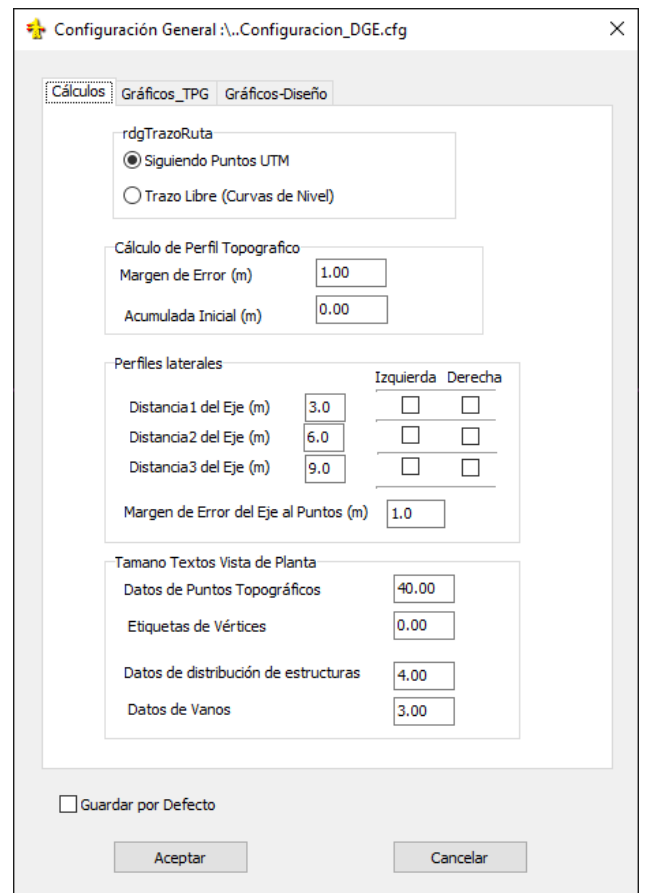 Configuración General :\..Configuracion_DGE.cfg
Cálculos Gráficos_TPG Gráficos-Diseño
rdgTrazoRuta
Siguiendo Puntos UTM
Trazo Libre (Curvas de Nivel)
Cálculo de Perfil Topografico
Margen de Error (m) 1.00
Acumulada Inicial (m) 0.00
Perfiles laterales
Izquierda Derecha
Distancia1 del Eje (m) 3.0
Distancia2 del Eje (m) 6.0
Distancia3 del Eje (m) 9.0
Margen de Error del Eje al Puntos (m) 1.0
Tamano Textos Vista de Planta
Datos de Puntos Topográficos 40.00
Etiquetas de Vértices 0.00
Datos de distribución de estructuras 4.00
Datos de Vanos 3.00
Guardar por Defecto
Aceptar Cancelar